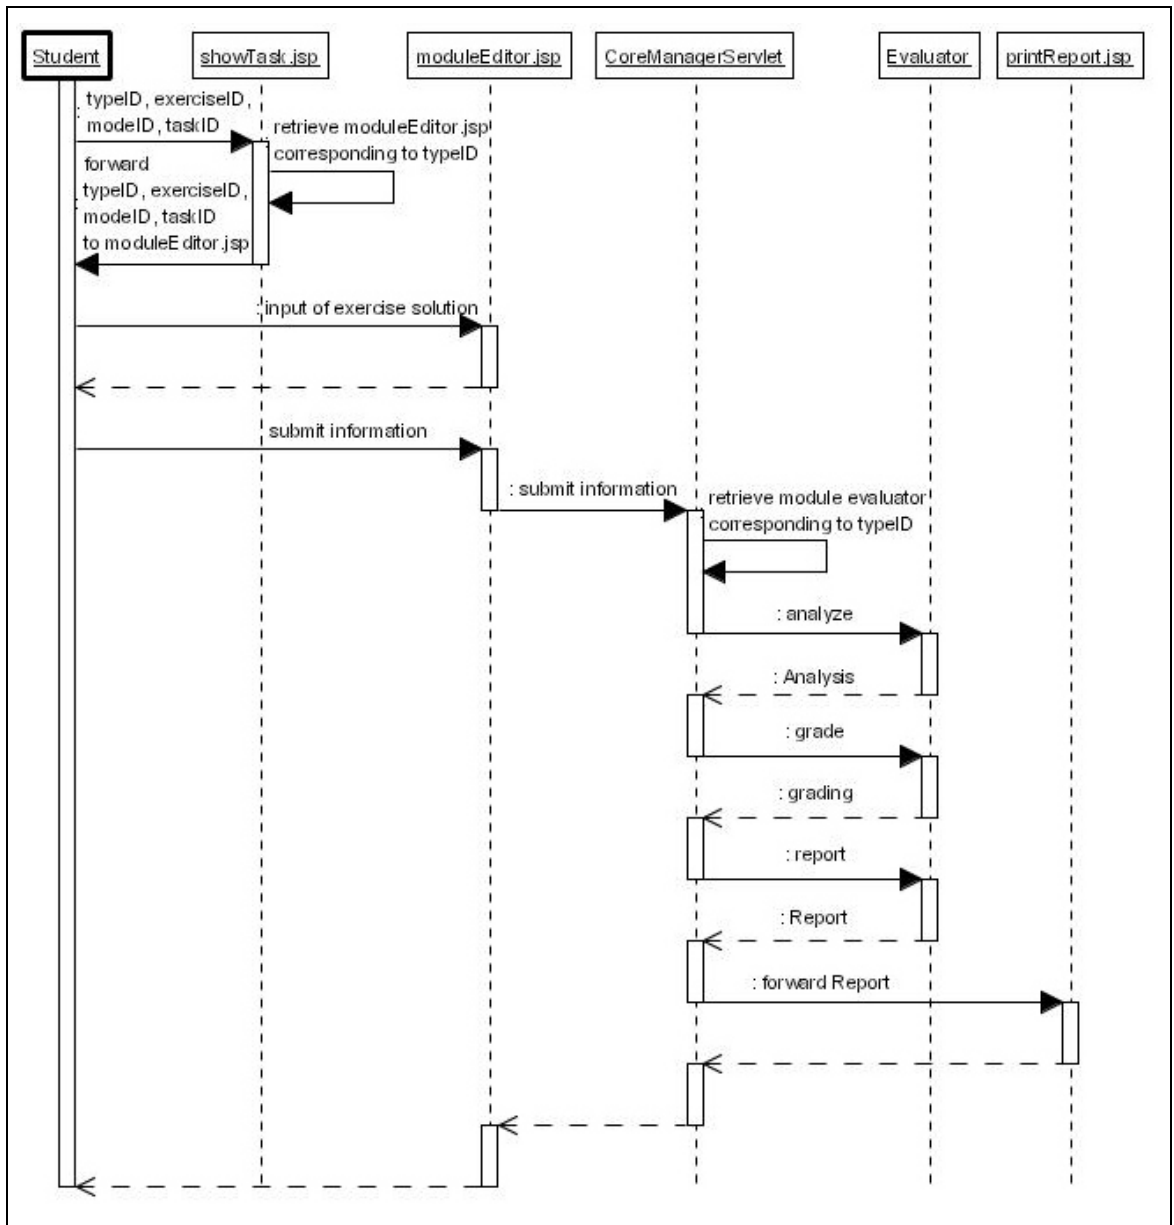 Student
showTask.jsp
moduleEditor.jsp
CoreManagerServlet
Evaluator
printReport.jsp
: typeID, exerciseID,
modeID, taskID
: retrieve moduleEditor.jsp
corresponding to typeID
forward
: typeID, exerciseID,
modeID, taskID
to moduleEditor.jsp
: input of exercise solution
submit information
: submit information
: retrieve module evaluator
corresponding to typeID
: analyze
: Analysis
: grade
: grading
: report
: Report
: forward Report